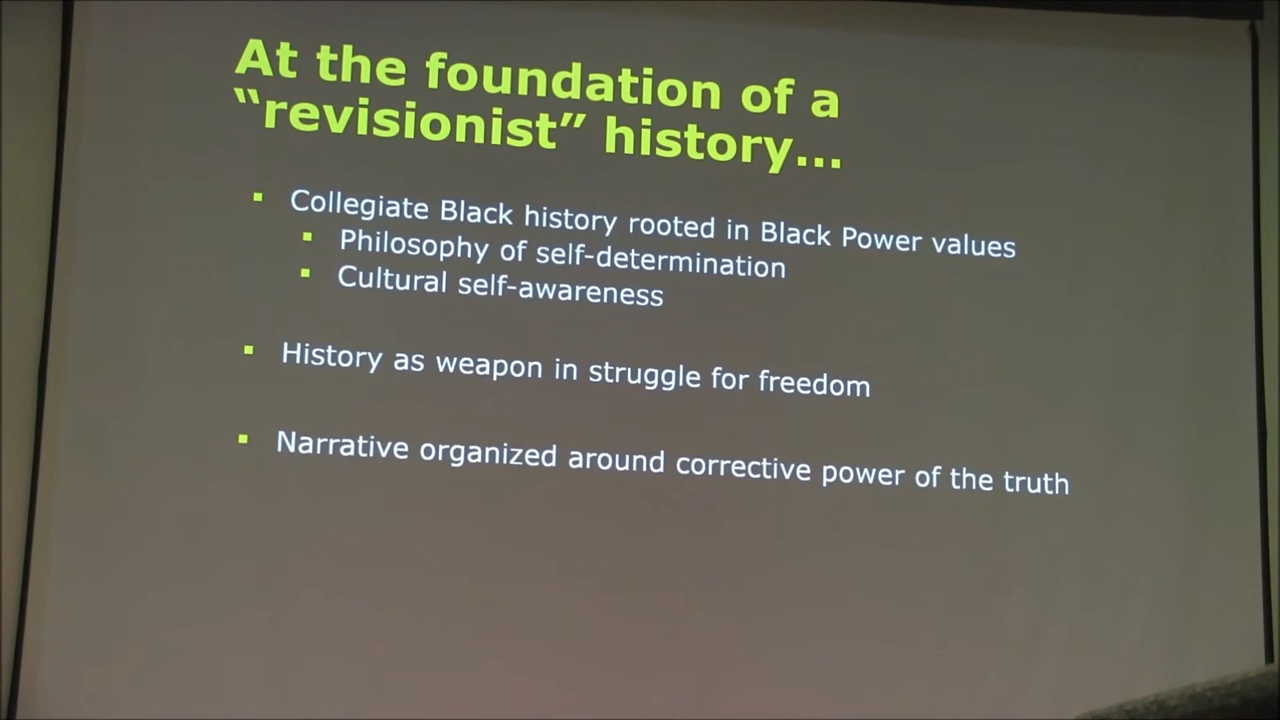 At the foundation of a
“revisionist” history...
▪ Collegiate Black history rooted in Black Power values
▪ Philosophy of self-determination
▪ Cultural self-awareness
▪ History as weapon in struggle for freedom
▪ Narrative organized around corrective power of the truth